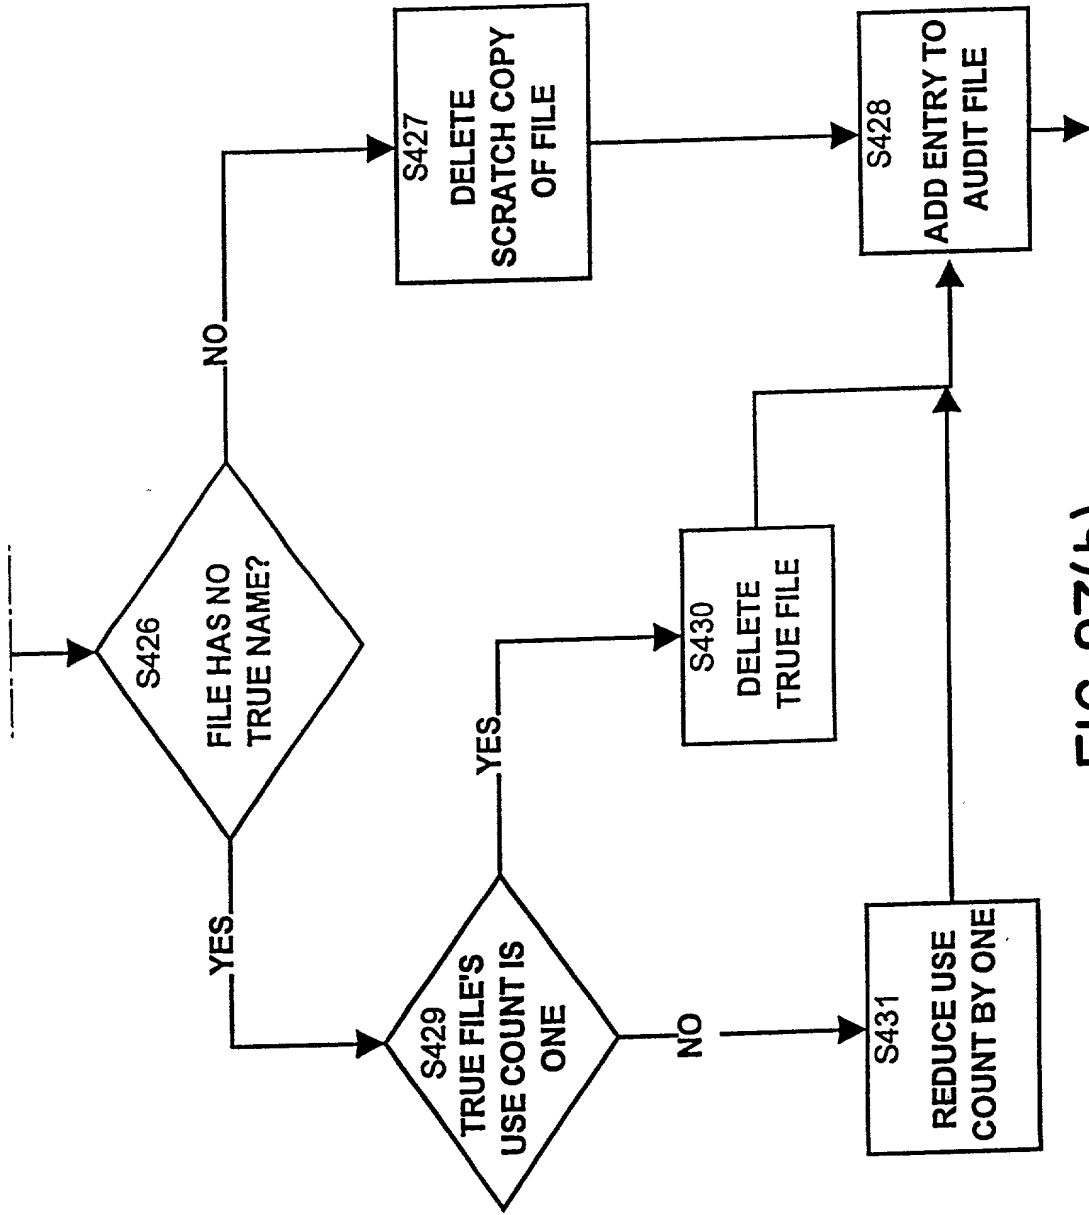 S426
FILE HAS NO
TRUE NAME?
YES
NO
S427
DELETE
SCRATCH COPY
OF FILE
S429
TRUE FILE'S
USE COUNT IS
ONE
YES
NO
S430
DELETE
TRUE FILE
S431
REDUCE USE
COUNT BY ONE
S428
ADD ENTRY TO
AUDIT FILE